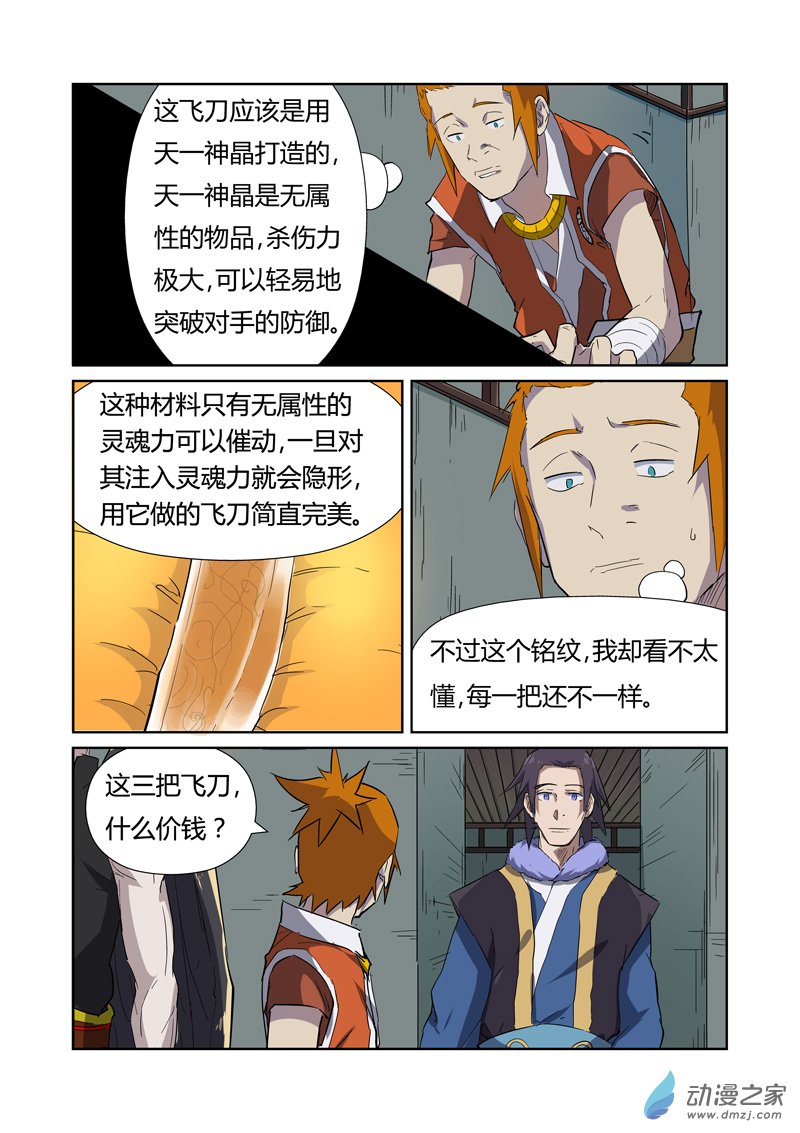 这飞刀应该是用
天一神晶打造的，
天一神晶是无属
性的物品，杀伤力
极大，可以轻易地
突破对手的防御。
这种材料只有无属性的
灵魂力可以催动，一旦对
其注入灵魂力就会隐形，
用它做的飞刀简直完美。
不过这个铭纹，我却看不太
懂，每一把还不一样。
这三把飞刀，
什么价钱？
动漫之家
www.dmzj.com